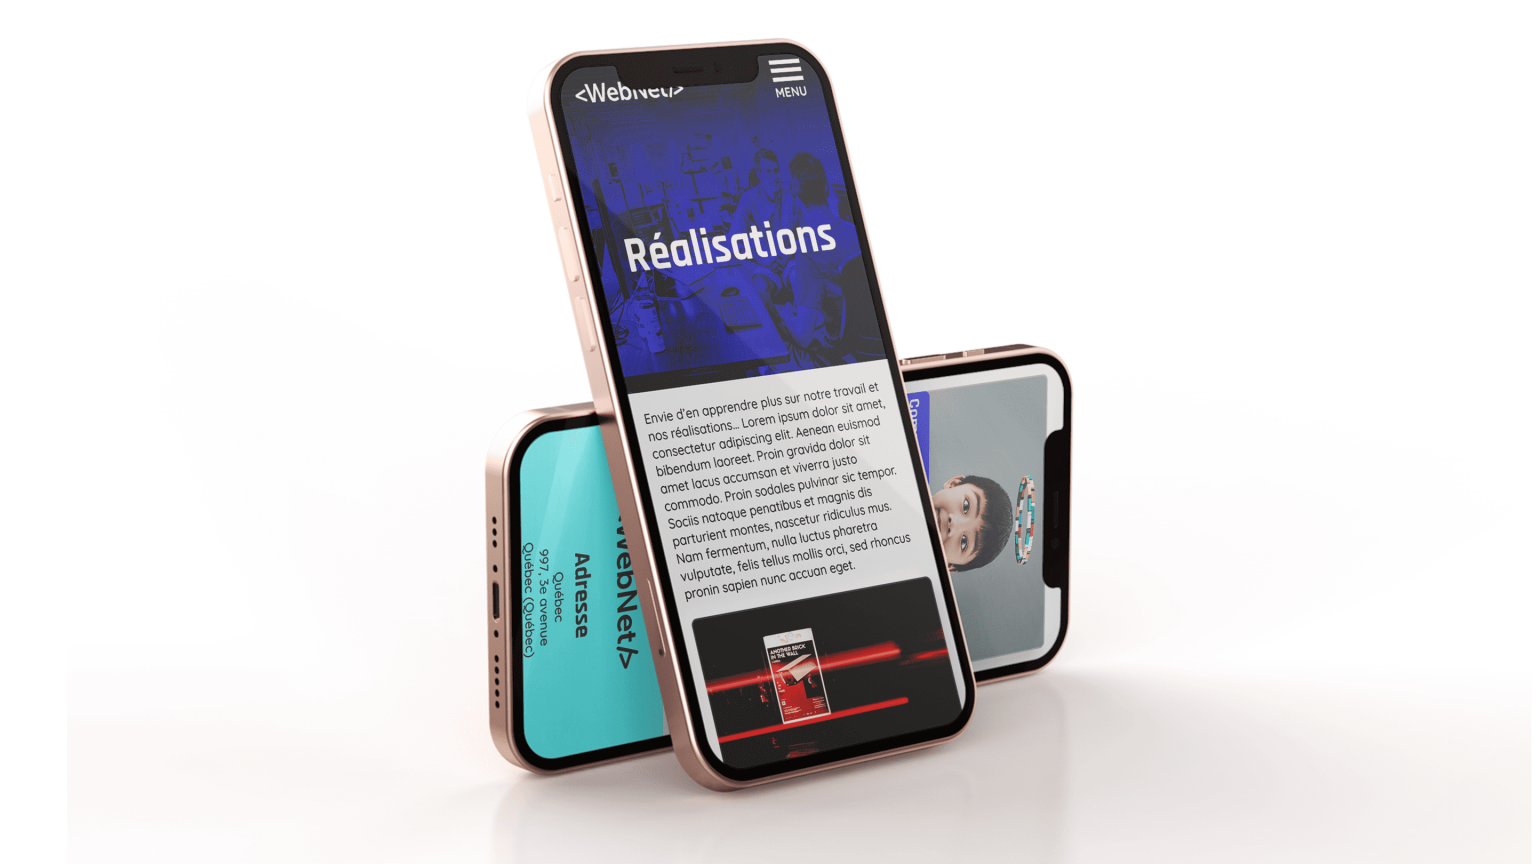 <WebNet/>
MENU
Réalisations
Envie d'en apprendre plus sur notre travail et
nos réalisations... Lorem ipsum dolor sit amet,
consectetur adipiscing elit. Aenean euismod
bibendum laoreet. Proin gravida dolor sit
amet lacus accumsan et viverra justo
commodo. Proin sodales pulvinar sic tempor.
Sociis natoque penatibus et magnis dis
parturient montes, nascetur ridiculus mus.
Nam fermentum, nulla luctus pharetra
vulputate, felis tellus mollis orci, sed rhoncus
pronin sapien nunc accuan eget.
ANOTHER BRICK
IN THE WALL
WebNet/>
Adresse
Québec
997, 3e avenue
Québec (Québec)